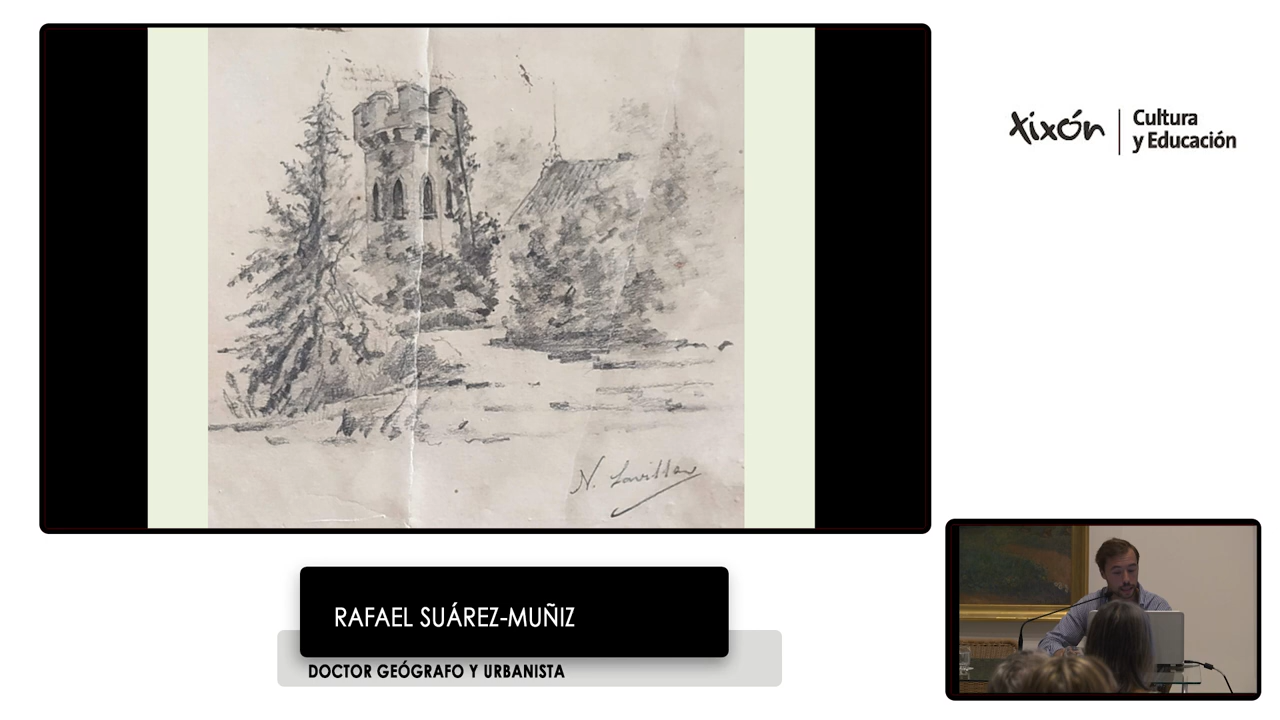 xixón
Cultura
y Educación
RAFAEL SUÁREZ-MUÑIZ
DOCTOR GEÓGRAFO Y URBANISTA